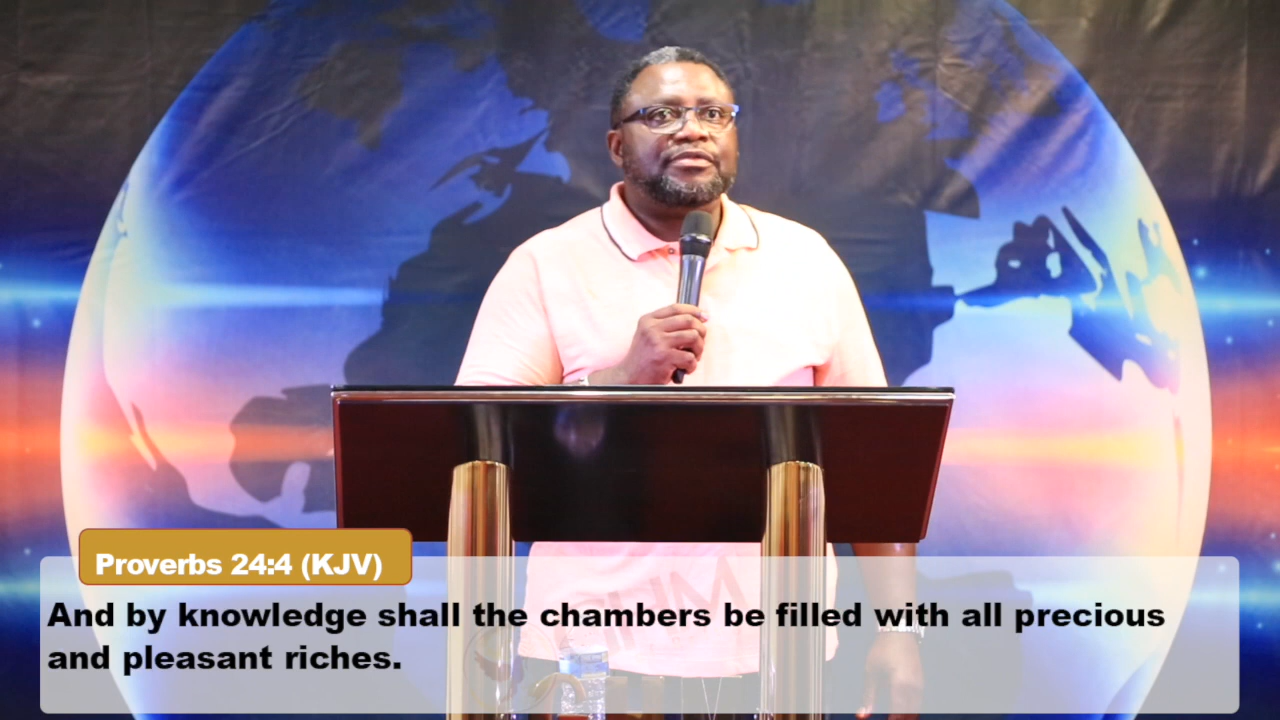 Proverbs 24:4 (KJV)
And by knowledge shall the chambers be filled with all precious
and pleasant riches.